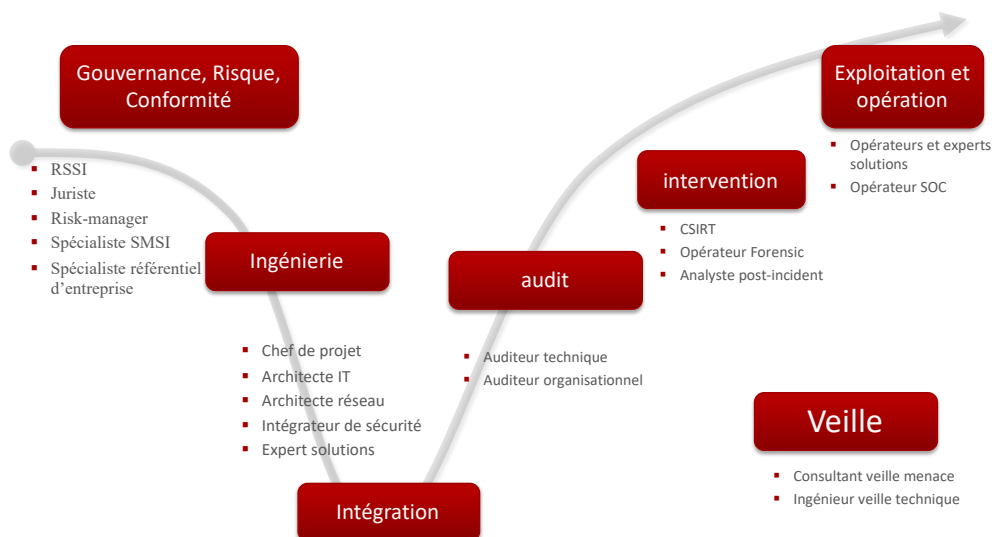 Gouvernance, Risque,
Conformité
RSSI
Juriste
Risk-manager
Spécialiste SMSI
Spécialiste référentiel
d’entreprise
Ingénierie
Chef de projet
Architecte IT
Architecte réseau
Intégrateur de sécurité
Expert solutions
Intégration
audit
Auditeur technique
Auditeur organisationnel
intervention
CSIRT
Opérateur Forensic
Analyste post-incident
Exploitation et
opération
Opérateurs et experts
solutions
Opérateur SOC
Veille
Consultant veille menace
Ingénieur veille technique